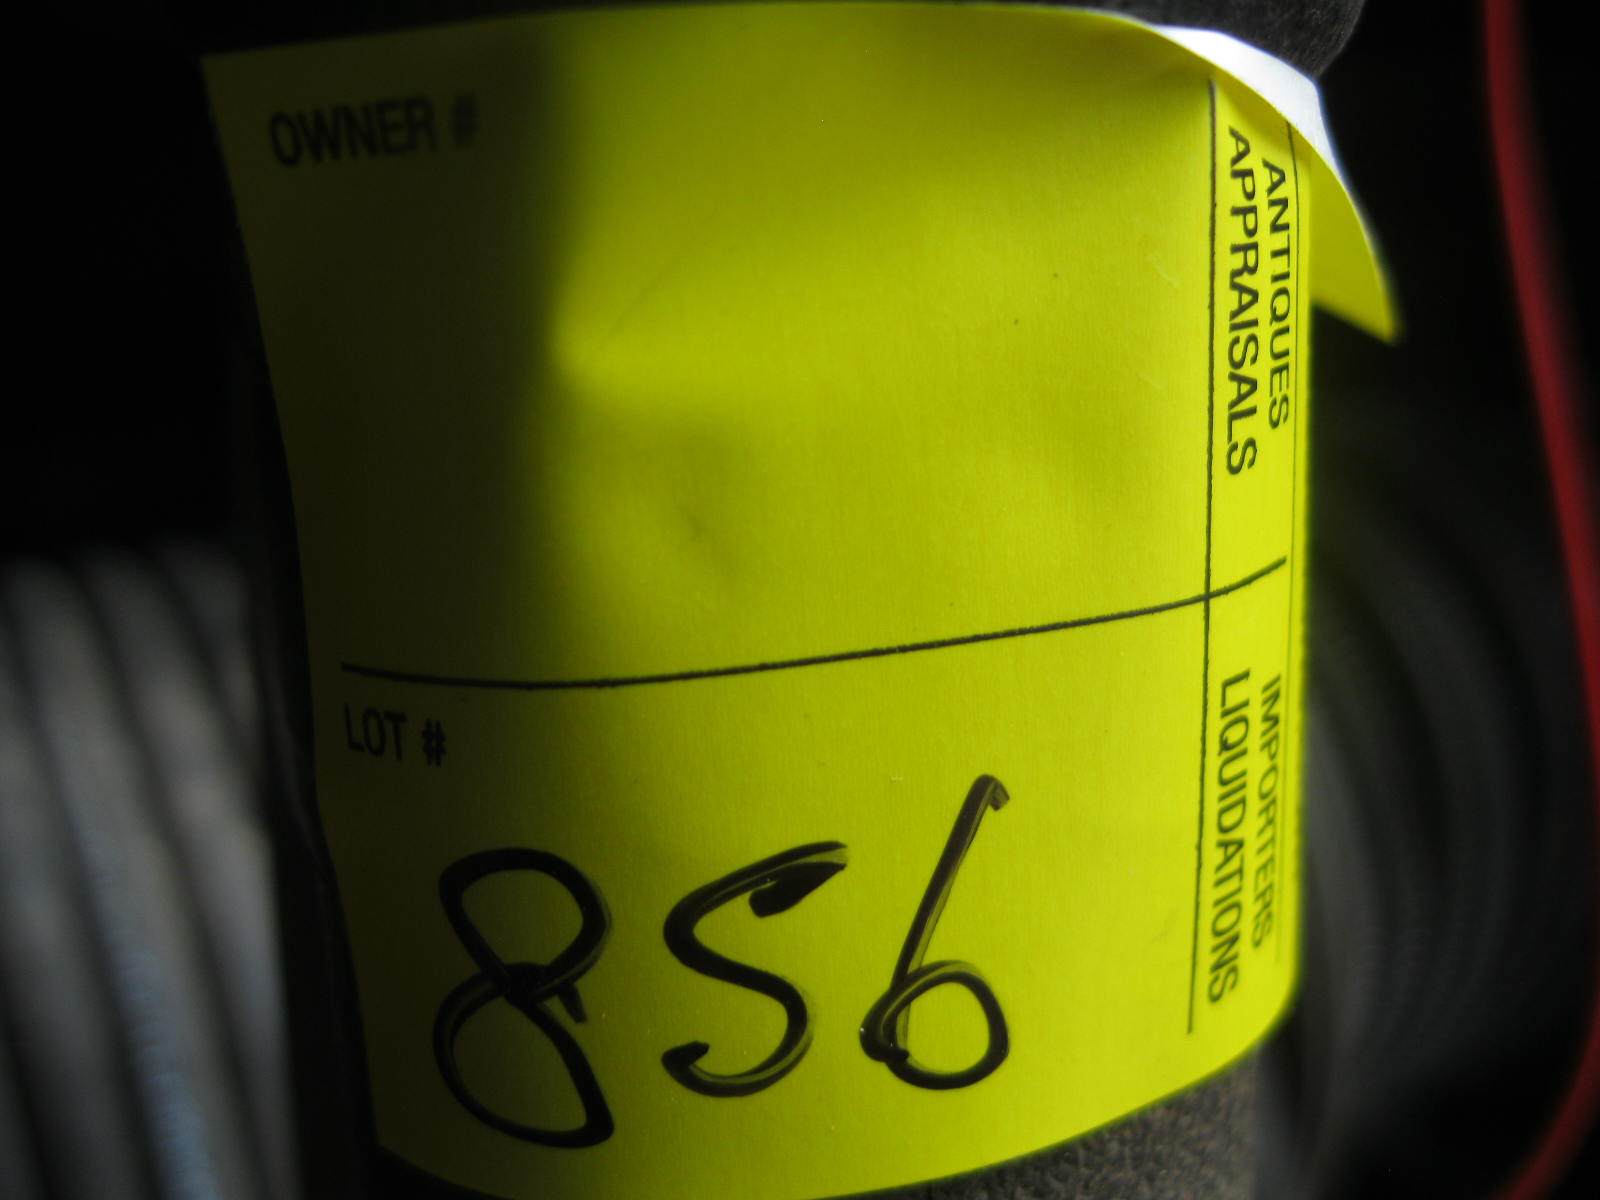 OWNER #
LOT #
856
ANTIQUES
APPRAISALS
IMPORTERS
LIQUIDATIONS